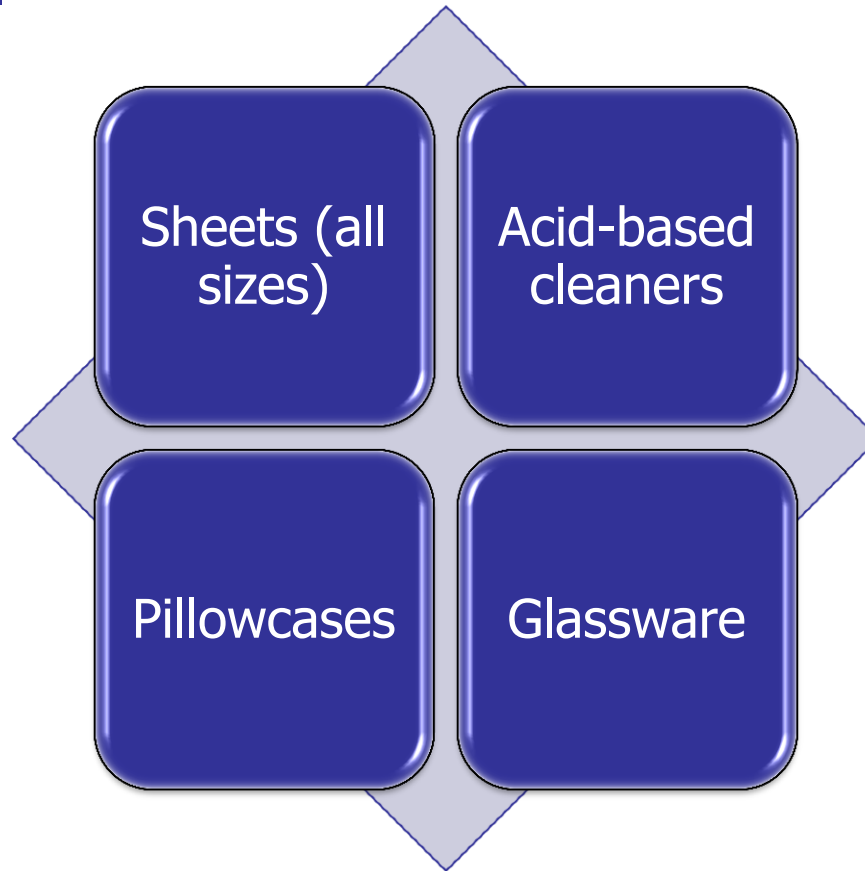 Sheets (all
sizes)
Acid-based
cleaners
Pillowcases
Glassware